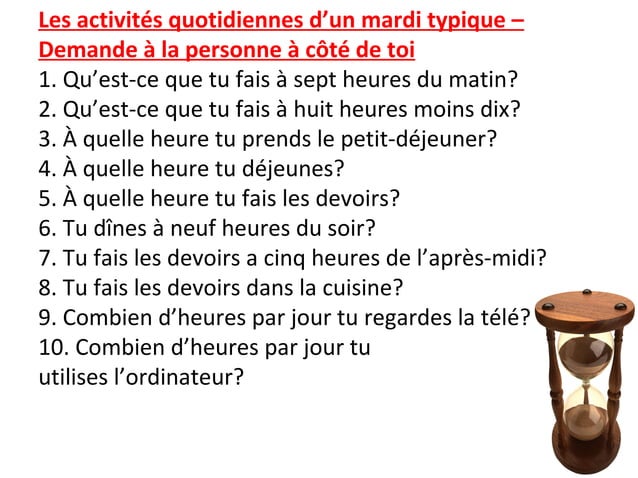 Les activités quotidiennes d’un mardi typique –
Demande à la personne à côté de toi
1. Qu’est-ce que tu fais à sept heures du matin?
2. Qu’est-ce que tu fais à huit heures moins dix?
3. À quelle heure tu prends le petit-déjeuner?
4. À quelle heure tu déjeunes?
5. À quelle heure tu fais les devoirs?
6. Tu dînes à neuf heures du soir?
7. Tu fais les devoirs a cinq heures de l’après-midi?
8. Tu fais les devoirs dans la cuisine?
9. Combien d’heures par jour tu regardes la télé?
10. Combien d’heures par jour tu
utilises l’ordinateur?